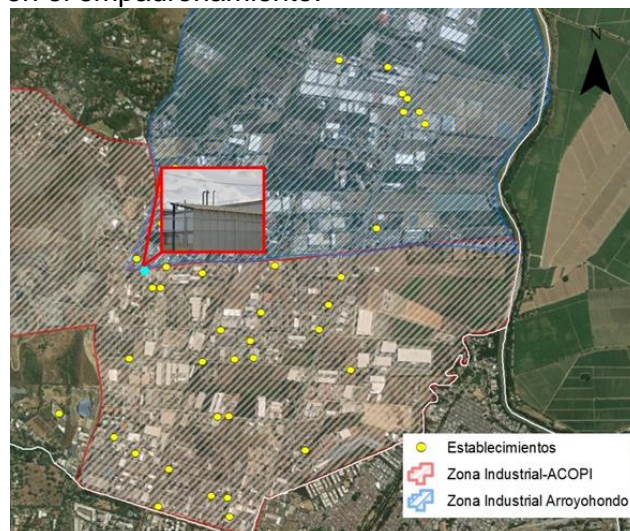 en el empadronamiento.
N
Establecimientos
Zona Industrial-ACOPI
Zona Industrial Arroyohondo